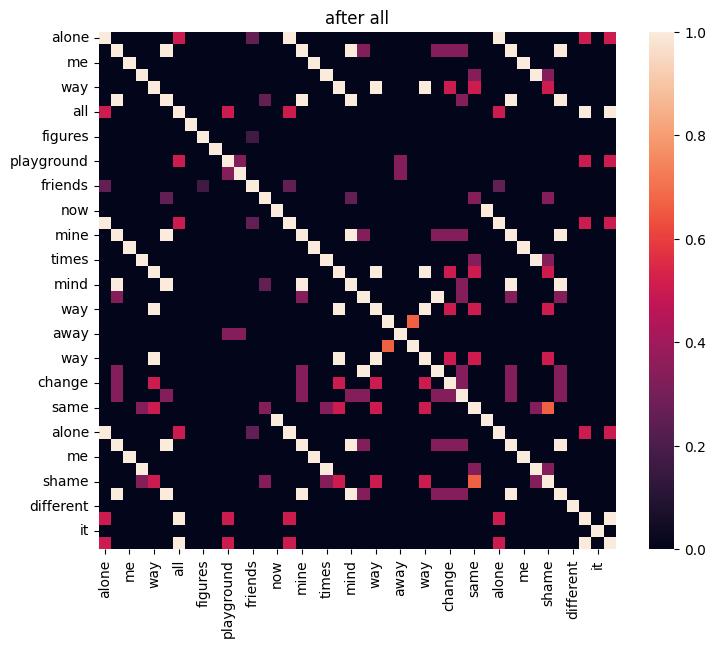 after all
alone
me
way
all
figures
playground
friends
now
mine
times
mind
way
away
way
change
same
alone
me
shame
different
it
1.0
0.8
0.6
0.4
0.2
0.0
alone
me
way
all
figures
playground
friends
now
mine
times
mind
way
away
way
change
same
alone
me
shame
different
it